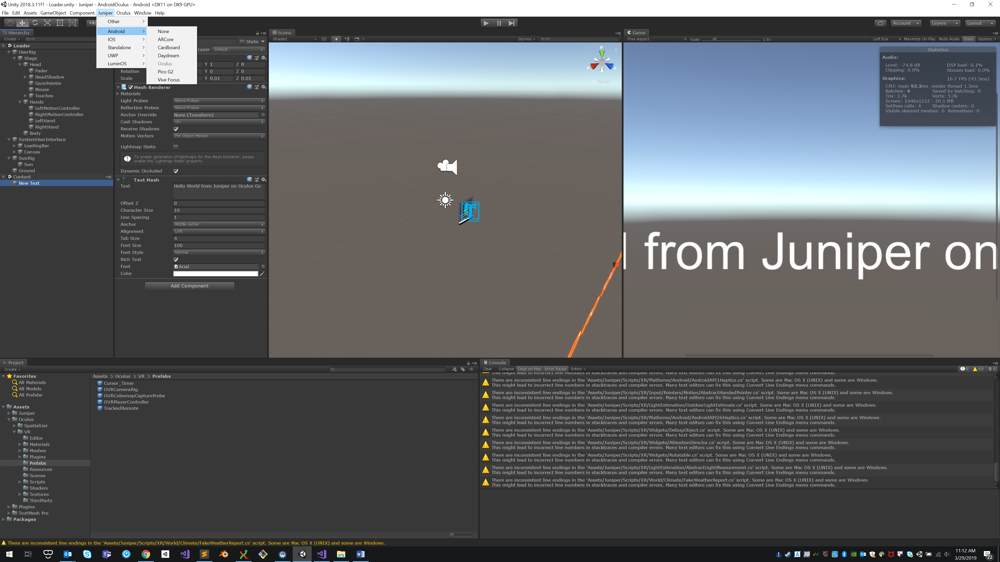 Unity 2018.3.11f1 - Loader.unity - Juniper - AndroidOculus - Android <DX11 on DX9 GPU>
File Edit Assets GameObject Component Juniper Oculus Window Help
Other
Android
IOS
Standalone
UWP
LuminOS
None
ARCore
Cardboard
Daydream
Oculus
Pico G2
Vive Focus
Account
Layers
Layout
Hierarchy
Create
All
Loader
UserRig
Stage
Head
Fader
HeadShadow
GazePointer
Mouse
Touches
Hands
LeftMotionController
RightMotionController
LeftHand
RightHand
Body
SystemUserInterface
LoadingBar
Canvas
SunRig
Sun
Ground
Content
New Text
Static
Layer Default
Y 1 Z 8
Rotation Y 0 Z 0
Scale Y 0.01 Z 0.01
Mesh Renderer
Materials
Light Probes Blend Probes
Reflection Probes Blend Probes
Anchor Override None (Transform)
Cast Shadows On
Receive Shadows
Motion Vectors Per Object Motion
Lightmap Static
To enable generation of lightmaps for this Mesh Renderer, please
enable the 'Lightmap Static' property.
Dynamic Occluded
Text Mesh
Text Hello World from Juniper on Oculus Go
Offset Z 0
Character Size 10
Line Spacing 1
Anchor Middle center
Alignment Left
Tab Size 4
Font Size 100
Font Style Normal
Rich Text
Font Arial
Color
Add Component
Scene
Shaded 2D Gizmos All
y
x z
Persp
Game
Free Aspect Scale 1.5x Left Eye Maximize On Play Mute Audio Stats Gizmos
Statistics
Audio:
Level: -74.8 dB DSP load: 0.1%
Clipping: 0.0% Stream load: 0.0%
Graphics: 10.7 FPS (93.3ms)
CPU: main 93.3ms render thread 1.3ms
Batches: 4 Saved by batching: 0
Tris: 1.7k Verts: 5.2k
Screen: 1446x1212 - 20.1 MB
SetPass calls: 4 Shadow casters: 0
Visible skinned meshes: 0 Animations: 0
from Juniper on
Project
Create
Favorites
All Materials
All Models
All Prefabs
Assets
Juniper
Oculus
Spatializer
VR
Editor
Materials
Meshes
Plugins
Prefabs
Resources
Scenes
Scripts
Shaders
Textures
ThirdParty
Plugins
TextMesh Pro
Packages
Assets > Oculus > VR > Prefabs
Cursor_Timer
OVRCameraRig
OVRCubemapCaptureProbe
OVRPlayerController
TrackedRemote
Console
Clear Collapse Clear on Play Error Pause Editor 0 69 0
This might lead to incorrect line numbers in stacktraces and compiler errors. Many text editors can fix this using Convert Line Endings menu commands.
There are inconsistent line endings in the 'Assets/Juniper/Scripts/XR/Platforms/Android/AndroidAPI1Haptics.cs' script. Some are Mac OS X (UNIX) and some are Windows.
This might lead to incorrect line numbers in stacktraces and compiler errors. Many text editors can fix this using Convert Line Endings menu commands.
There are inconsistent line endings in the 'Assets/Juniper/Scripts/XR/Input/Pointers/Motion/AbstractHandedPointer.cs' script. Some are Mac OS X (UNIX) and some are Windows.
This might lead to incorrect line numbers in stacktraces and compiler errors. Many text editors can fix this using Convert Line Endings menu commands.
There are inconsistent line endings in the 'Assets/Juniper/Scripts/XR/LightEstimation/OutdoorLightEstimate.cs' script. Some are Mac OS X (UNIX) and some are Windows.
This might lead to incorrect line numbers in stacktraces and compiler errors. Many text editors can fix this using Convert Line Endings menu commands.
There are inconsistent line endings in the 'Assets/Juniper/Scripts/XR/Platforms/Android/AndroidAPI26Haptics.cs' script. Some are Mac OS X (UNIX) and some are Windows.
This might lead to incorrect line numbers in stacktraces and compiler errors. Many text editors can fix this using Convert Line Endings menu commands.
There are inconsistent line endings in the 'Assets/Juniper/Scripts/XR/Widgets/DebugObject.cs' script. Some are Mac OS X (UNIX) and some are Windows.
This might lead to incorrect line numbers in stacktraces and compiler errors. Many text editors can fix this using Convert Line Endings menu commands.
There are inconsistent line endings in the 'Assets/Juniper/Scripts/XR/Widgets/AttentionDirector.cs' script. Some are Mac OS X (UNIX) and some are Windows.
This might lead to incorrect line numbers in stacktraces and compiler errors. Many text editors can fix this using Convert Line Endings menu commands.
There are inconsistent line endings in the 'Assets/Juniper/Scripts/XR/Widgets/Rotatable.cs' script. Some are Mac OS X (UNIX) and some are Windows.
This might lead to incorrect line numbers in stacktraces and compiler errors. Many text editors can fix this using Convert Line Endings menu commands.
There are inconsistent line endings in the 'Assets/Juniper/Scripts/XR/LightEstimation/AbstractLightMeasurement.cs' script. Some are Mac OS X (UNIX) and some are Windows.
This might lead to incorrect line numbers in stacktraces and compiler errors. Many text editors can fix this using Convert Line Endings menu commands.
There are inconsistent line endings in the 'Assets/Juniper/Scripts/XR/World/Climate/FakeWeatherReport.cs' script. Some are Mac OS X (UNIX) and some are Windows.
This might lead to incorrect line numbers in stacktraces and compiler errors. Many text editors can fix this using Convert Line Endings menu commands.
There are inconsistent line endings in the 'Assets/Juniper/Scripts/XR/World/Climate/FakeWeatherReport.cs' script. Some are Mac OS X (UNIX) and some are Windows.
11:12 AM
3/29/2019
22